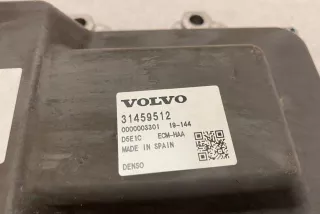 VOLVO
31459512
0000003301 19-144
D5E1C ECM-HAA
MADE IN SPAIN
DENSO